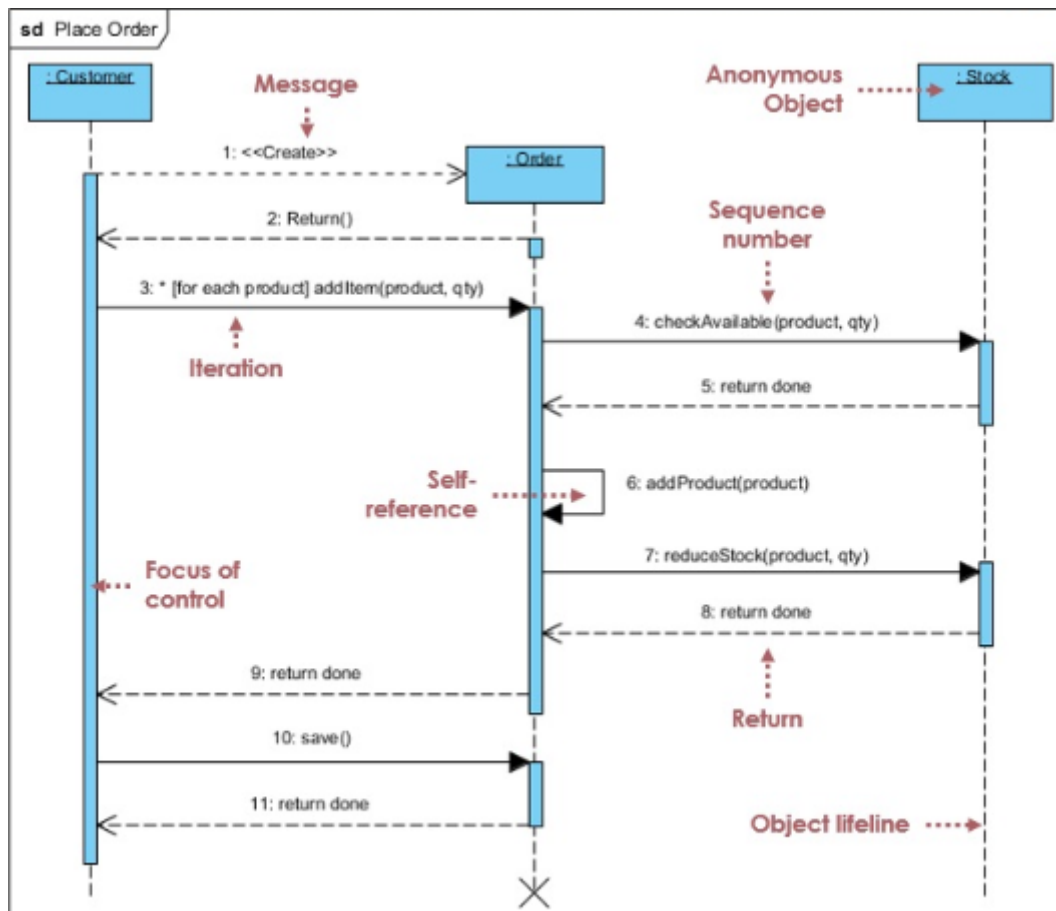 sd Place Order
: Customer
Message
Anonymous
Object
: Stock
1: <<Create>>
: Order
2: Return()
Sequence
number
3: * [for each product] addItem(product, qty)
4: checkAvailable(product, qty)
Iteration
5: return done
Self-
reference
6: addProduct(product)
7: reduceStock(product, qty)
Focus of
control
8: return done
9: return done
Return
10: save()
11: return done
Object lifeline